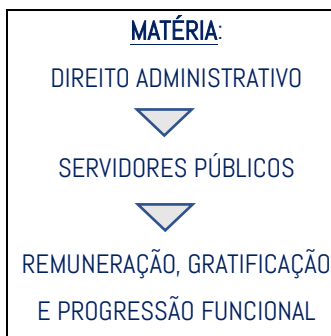 MATÉRIA:
DIREITO ADMINISTRATIVO
SERVIDORES PÚBLICOS
REMUNERAÇÃO, GRATIFICAÇÃO
E PROGRESSÃO FUNCIONAL